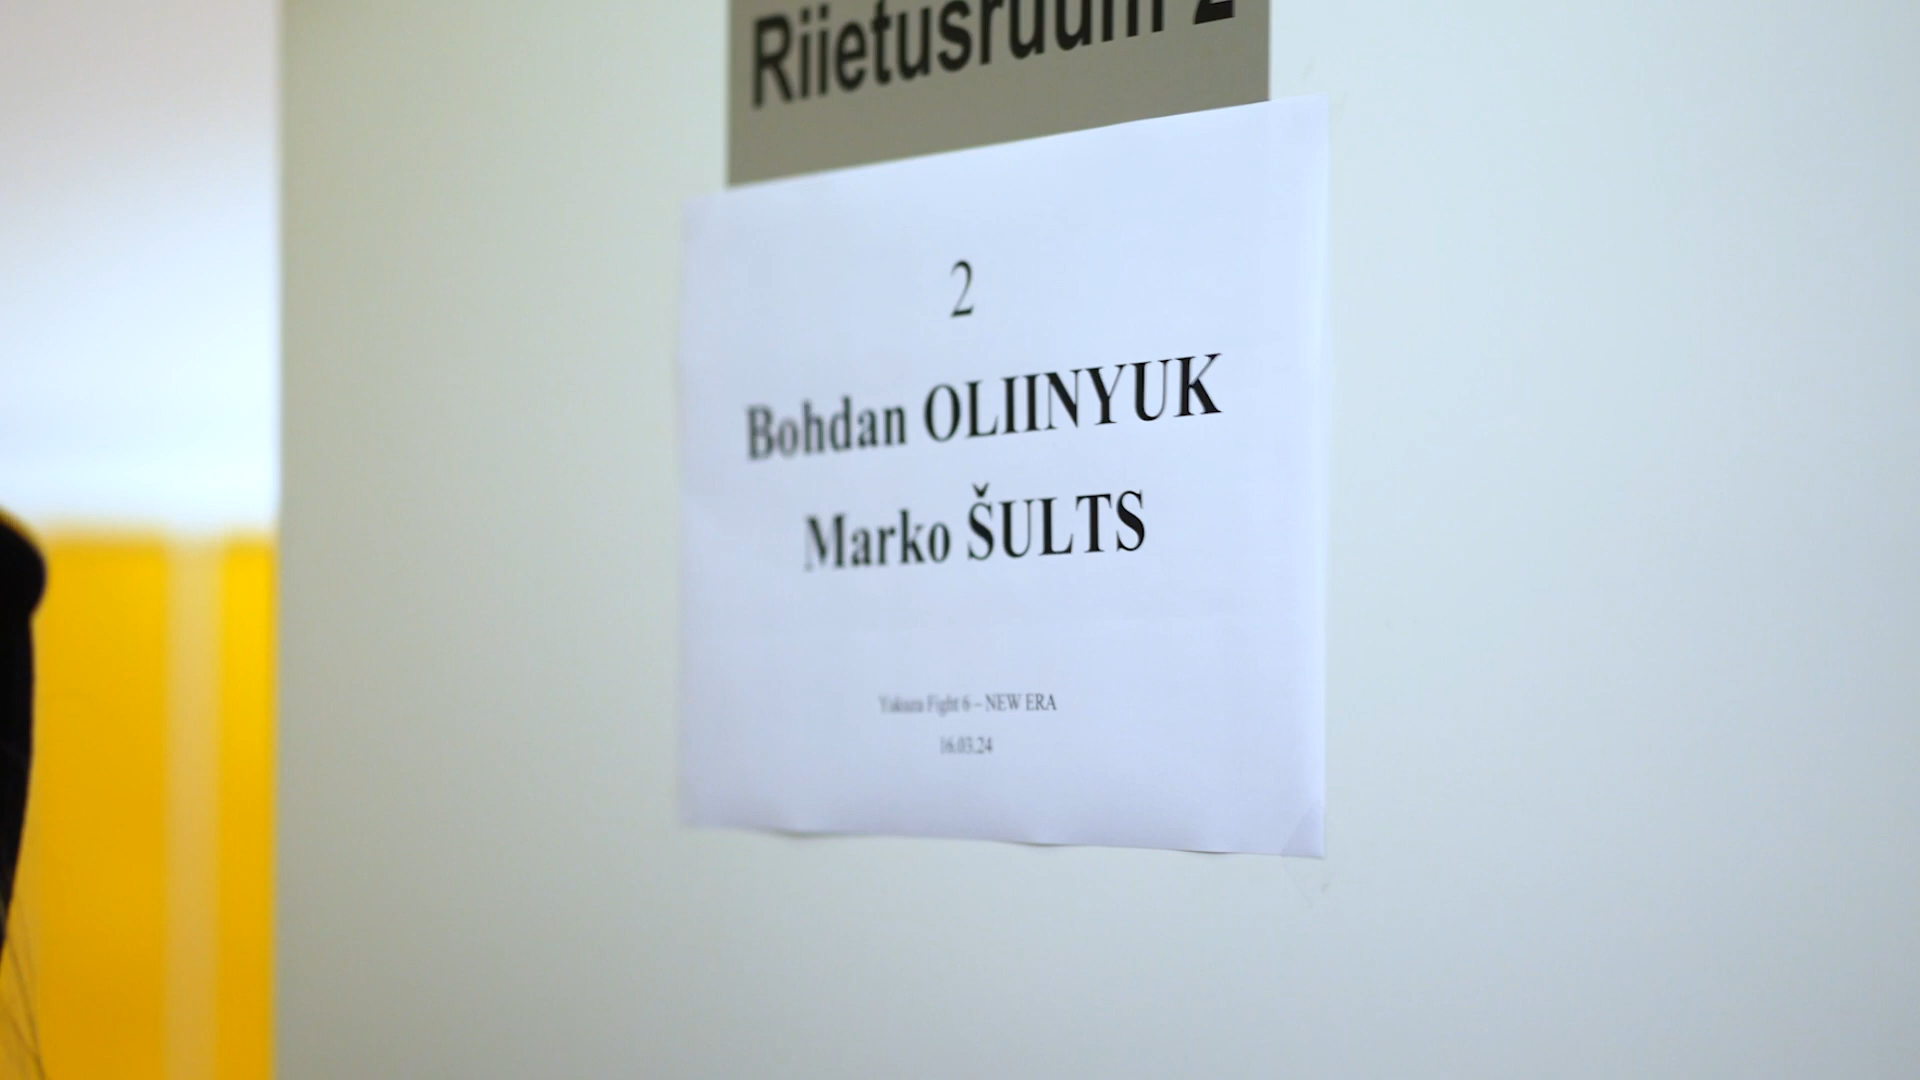 Riietusruum 2
2
Bohdan OLIINYUK
Marko ŠULTS
Yakuza Fight 6 – NEW ERA
16.03.24